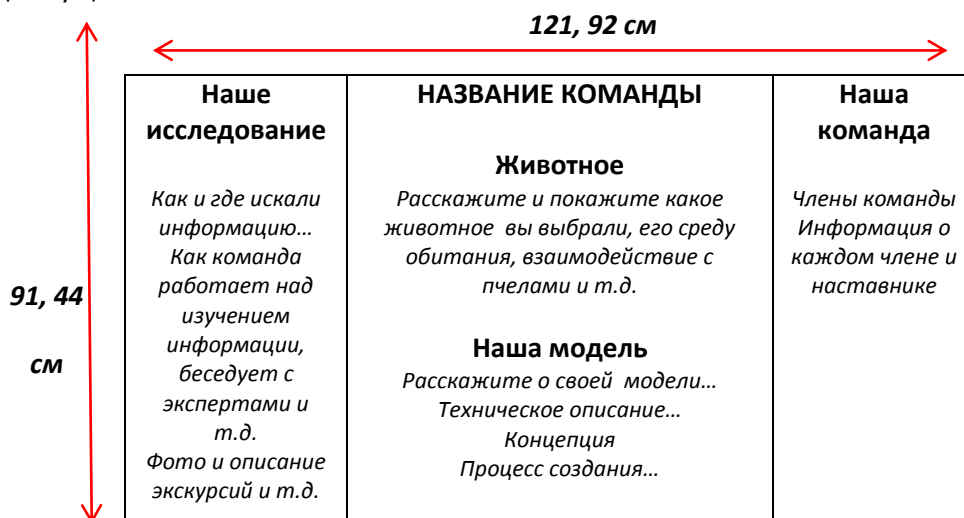 121, 92 см
91, 44
см
Наше
исследование
Как и где искали
информацию…
Как команда
работает над
изучением
информации,
беседует с
экспертами и
т.д.
Фото и описание
экскурсий и т.д.
НАЗВАНИЕ КОМАНДЫ
Животное
Расскажите и покажите какое
животное вы выбрали, его среду
обитания, взаимодействие с
пчелами и т.д.
Наша модель
Расскажите о своей модели…
Техническое описание…
Концепция
Процесс создания…
Наша
команда
Члены команды
Информация о
каждом члене и
наставнике